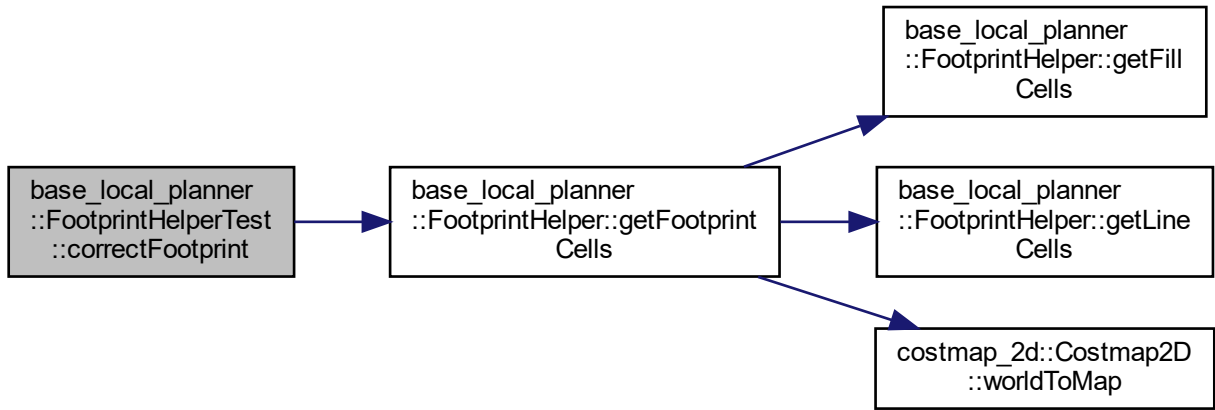 base_local_planner
::FootprintHelperTest
::correctFootprint
base_local_planner
::FootprintHelper::getFootprint
Cells
base_local_planner
::FootprintHelper::getFill
Cells
base_local_planner
::FootprintHelper::getLine
Cells
costmap_2d::Costmap2D
::worldToMap